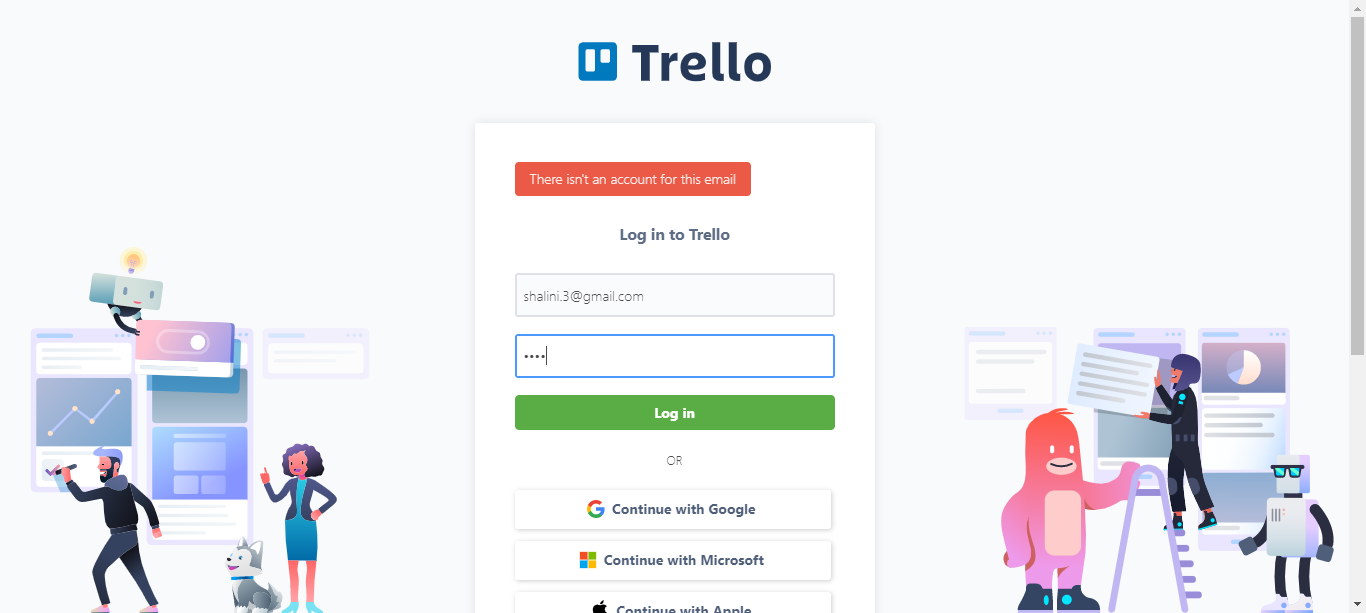 Trello
There isn't an account for this email
Log in to Trello
shalini.3@gmail.com
••••
Log in
OR
Continue with Google
Continue with Microsoft
Continue with Apple